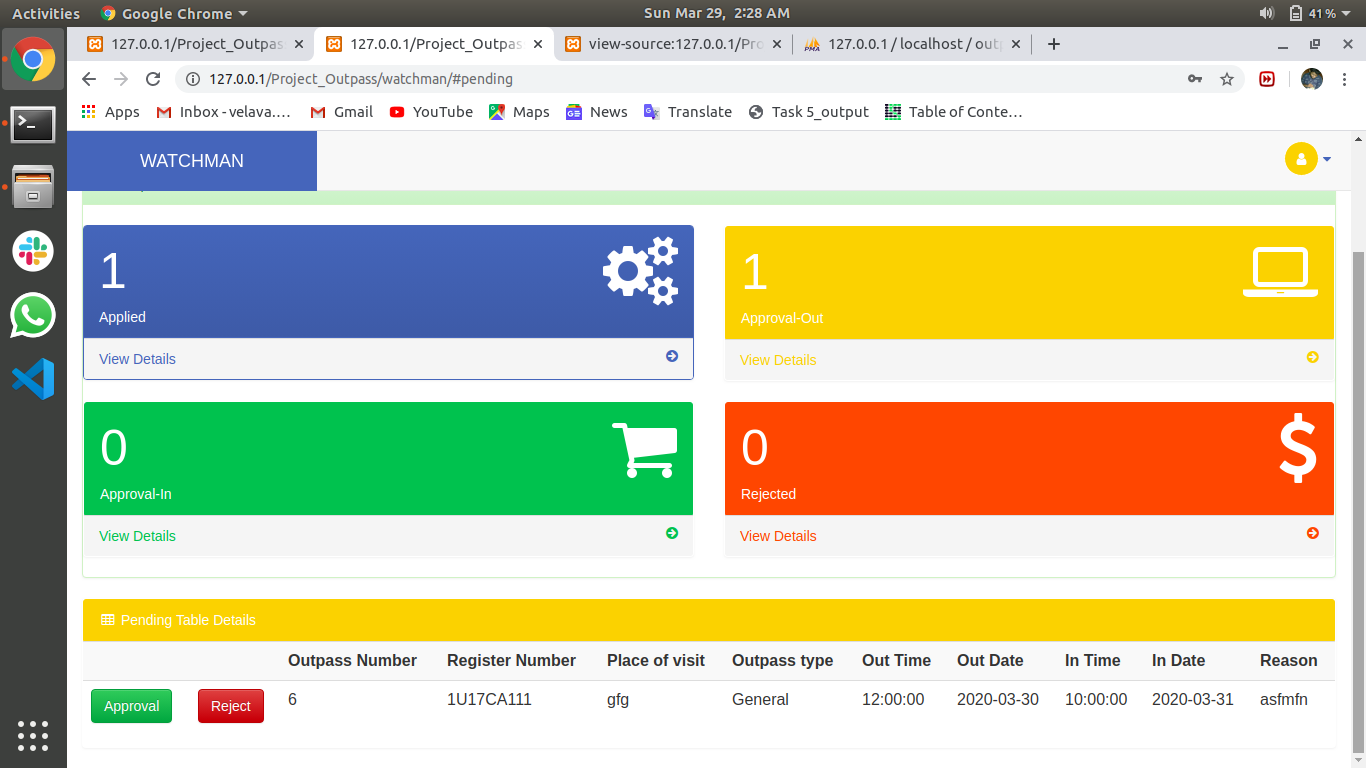 Activities Google Chrome Sun Mar 29, 2:28 AM 41%
127.0.0.1/Project_Outpas 127.0.0.1/Project_Outpas view-source:127.0.0.1/Pro 127.0.0.1 / localhost / out
127.0.0.1/Project_Outpass/watchman/#pending
Apps Inbox - velava.… Gmail YouTube Maps News Translate Task 5_output Table of Conte…
WATCHMAN
1
Applied
View Details
1
Approval-Out
View Details
0
Approval-In
View Details
0
Rejected
View Details
Pending Table Details
Outpass Number Register Number Place of visit Outpass type Out Time Out Date In Time In Date Reason
Approval Reject 6 1U17CA111 gfg General 12:00:00 2020-03-30 10:00:00 2020-03-31 asfmfn